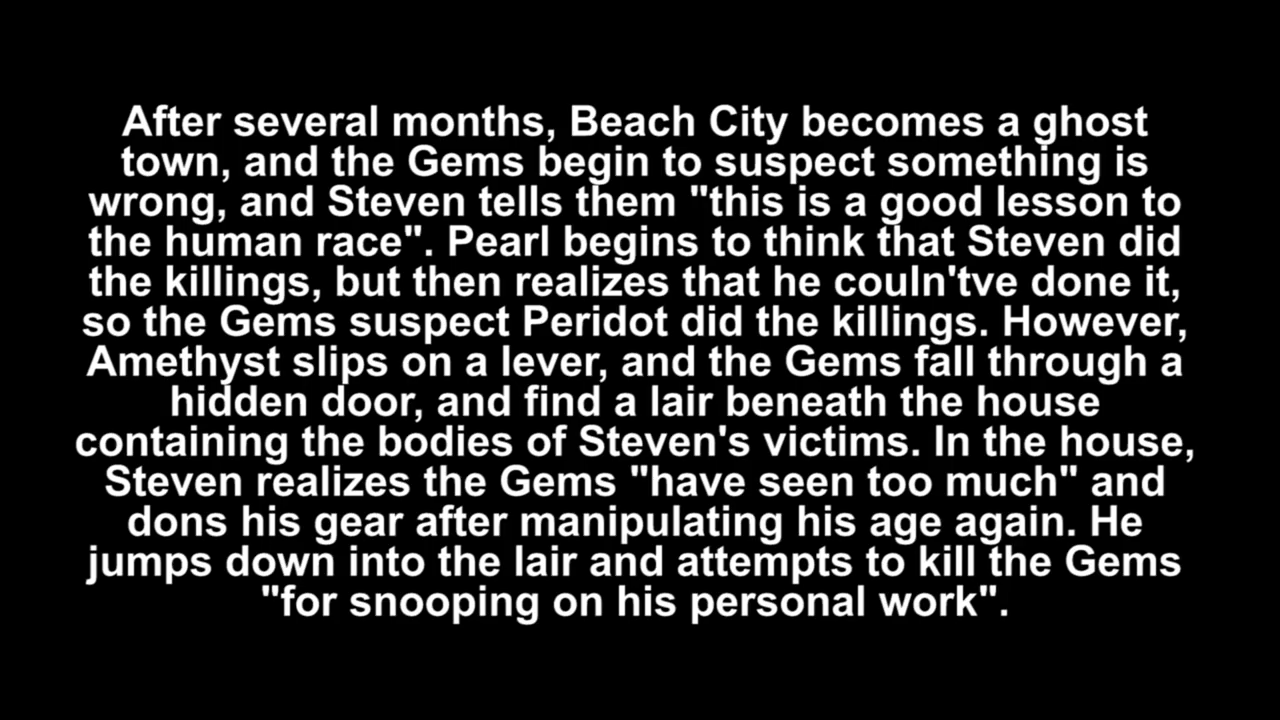 After several months, Beach City becomes a ghost
town, and the Gems begin to suspect something is
wrong, and Steven tells them "this is a good lesson to
the human race". Pearl begins to think that Steven did
the killings, but then realizes that he couln'tve done it,
so the Gems suspect Peridot did the killings. However,
Amethyst slips on a lever, and the Gems fall through a
hidden door, and find a lair beneath the house
containing the bodies of Steven's victims. In the house,
Steven realizes the Gems "have seen too much" and
dons his gear after manipulating his age again. He
jumps down into the lair and attempts to kill the Gems
"for snooping on his personal work".